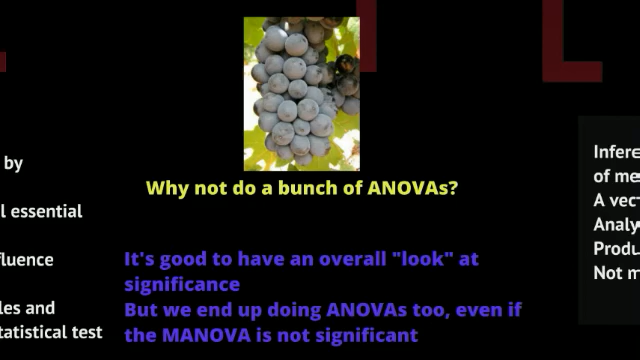 by
l essential
fluence
les and
tatistical test
Why not do a bunch of ANOVAs?
It's good to have an overall "look" at
significance
But we end up doing ANOVAs too, even if
the MANOVA is not significant
Infere
of me
A vec
Analy
Produ
Not m